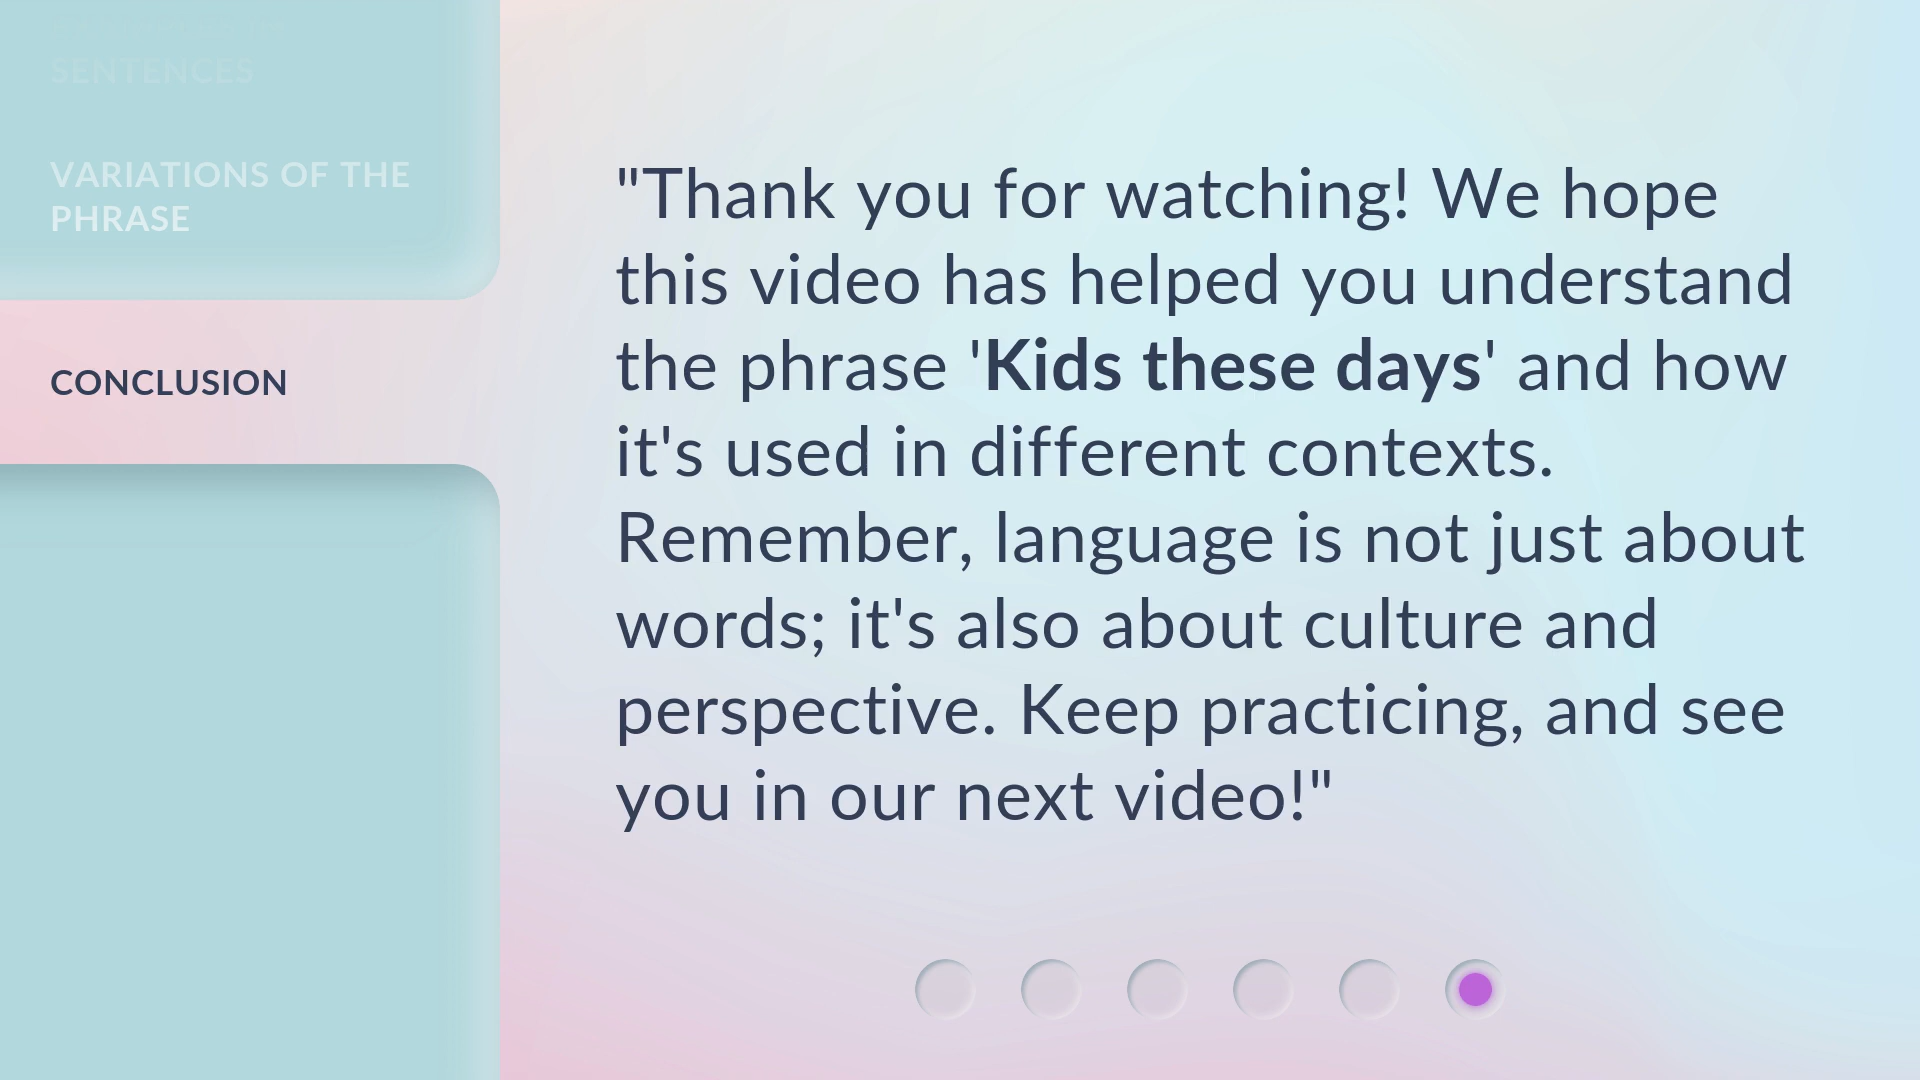 SENTENCES
VARIATIONS OF THE
PHRASE
CONCLUSION
"Thank you for watching! We hope
this video has helped you understand
the phrase 'Kids these days' and how
it's used in different contexts.
Remember, language is not just about
words; it's also about culture and
perspective. Keep practicing, and see
you in our next video!"